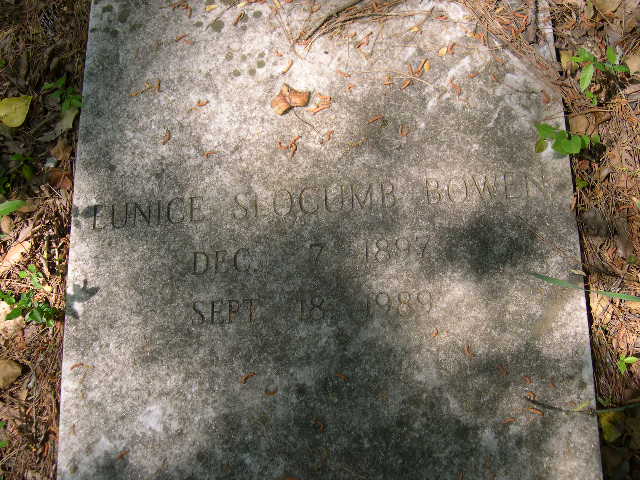 EUNICE SLOCUMB BOWEN
DEC. 7 1897
SEPT. 18 1989